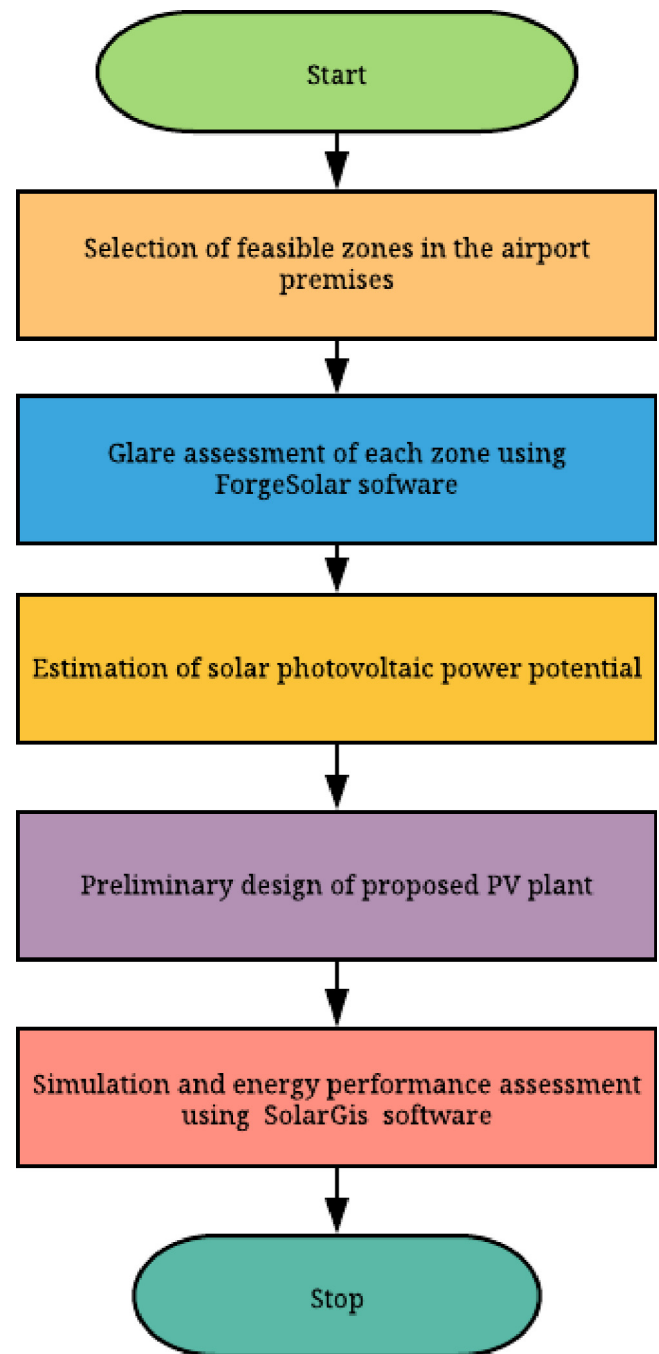 Start
Selection of feasible zones in the airport
premises
Glare assessment of each zone using
ForgeSolar sofware
Estimation of solar photovoltaic power potential
Preliminary design of proposed PV plant
Simulation and energy performance assessment
using SolarGis software
Stop